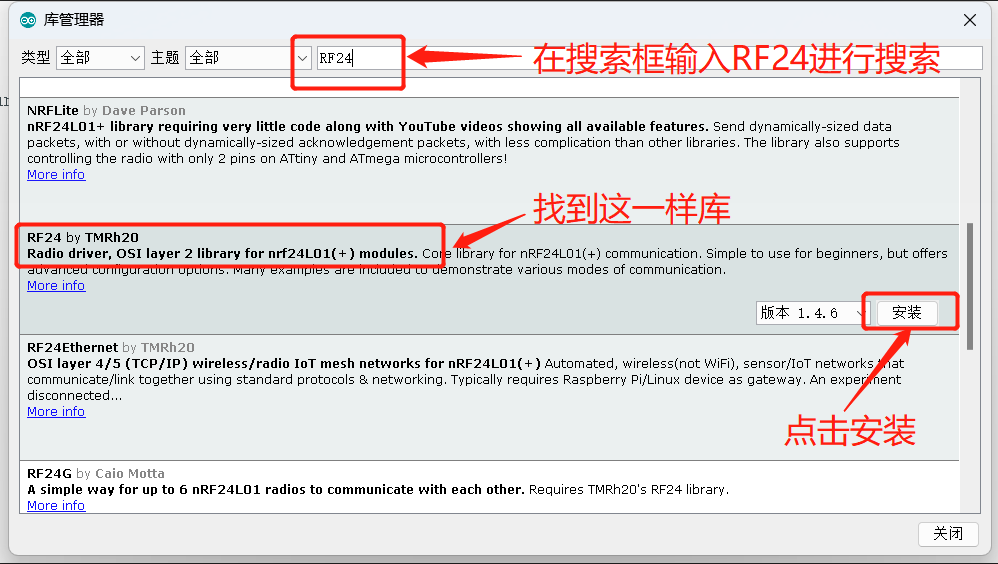 库管理器
类型 全部 主题 全部 RF24 在搜索框输入RF24进行搜索
NRFLite by Dave Parson
nRF24L01+ library requiring very little code along with YouTube videos showing all available features. Send dynamically-sized data
packets, with or without dynamically-sized acknowledgement packets, with less complication than other libraries. The library also supports
controlling the radio with only 2 pins on ATtiny and ATmega microcontrollers!
More info
找到这一样库
RF24 by TMRh20
Radio driver, OSI layer 2 library for nrf24L01(+) modules. Core library for nRF24L01(+) communication. Simple to use for beginners, but offers
advanced configuration options. Many examples are included to demonstrate various modes of communication.
More info
版本 1.4.6 安装
RF24Ethernet by TMRh20
OSI layer 4/5 (TCP/IP) wireless/radio IoT mesh networks for nRF24L01(+) Automated, wireless(not WiFi), sensor/IoT networks that
communicate/link together using standard protocols & networking. Typically requires Raspberry Pi/Linux device as gateway. An experiment
disconnected...
More info
点击安装
RF24G by Caio Motta
A simple way for up to 6 nRF24L01 radios to communicate with each other. Requires TMRh20's RF24 library.
More info
关闭